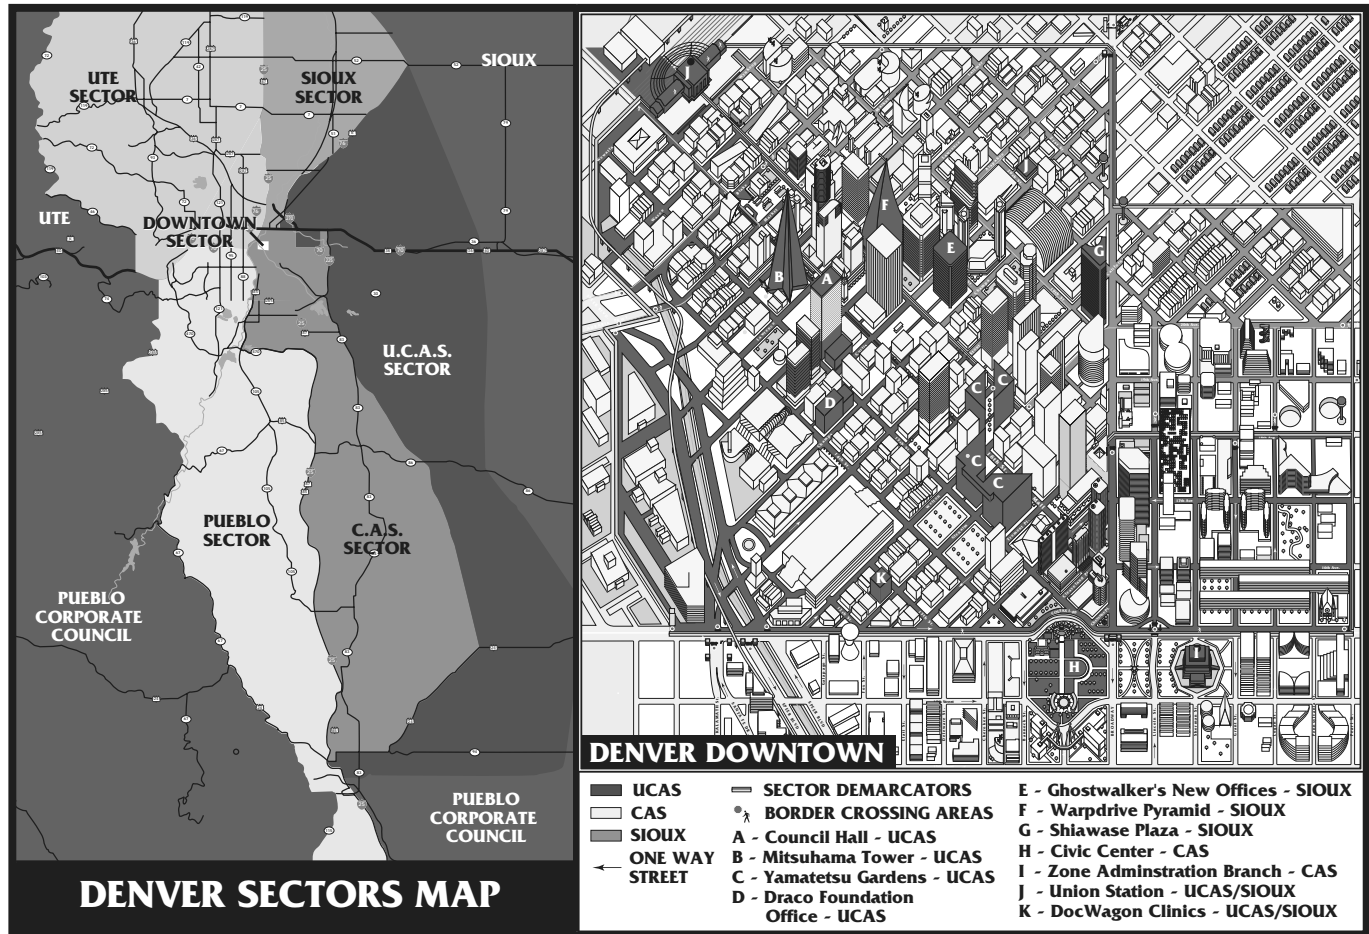 UTE
SECTOR
SIOUX
SECTOR
SIOUX
UTE
DOWNTOWN
SECTOR
U.C.A.S.
SECTOR
PUEBLO
SECTOR
C.A.S.
SECTOR
PUEBLO
CORPORATE
COUNCIL
PUEBLO
CORPORATE
COUNCIL
DENVER SECTORS MAP
J
F
E
G
B
A
C
C
D
C
C
K
H
I
DENVER DOWNTOWN
UCAS
CAS
SIOUX
ONE WAY
STREET
SECTOR DEMARCATORS
BORDER CROSSING AREAS
A - Council Hall - UCAS
B - Mitsuhama Tower - UCAS
C - Yamatetsu Gardens - UCAS
D - Draco Foundation
Office - UCAS
E - Ghostwalker's New Offices - SIOUX
F - Warpdrive Pyramid - SIOUX
G - Shiawase Plaza - SIOUX
H - Civic Center - CAS
I - Zone Adminstration Branch - CAS
J - Union Station - UCAS/SIOUX
K - DocWagon Clinics - UCAS/SIOUX